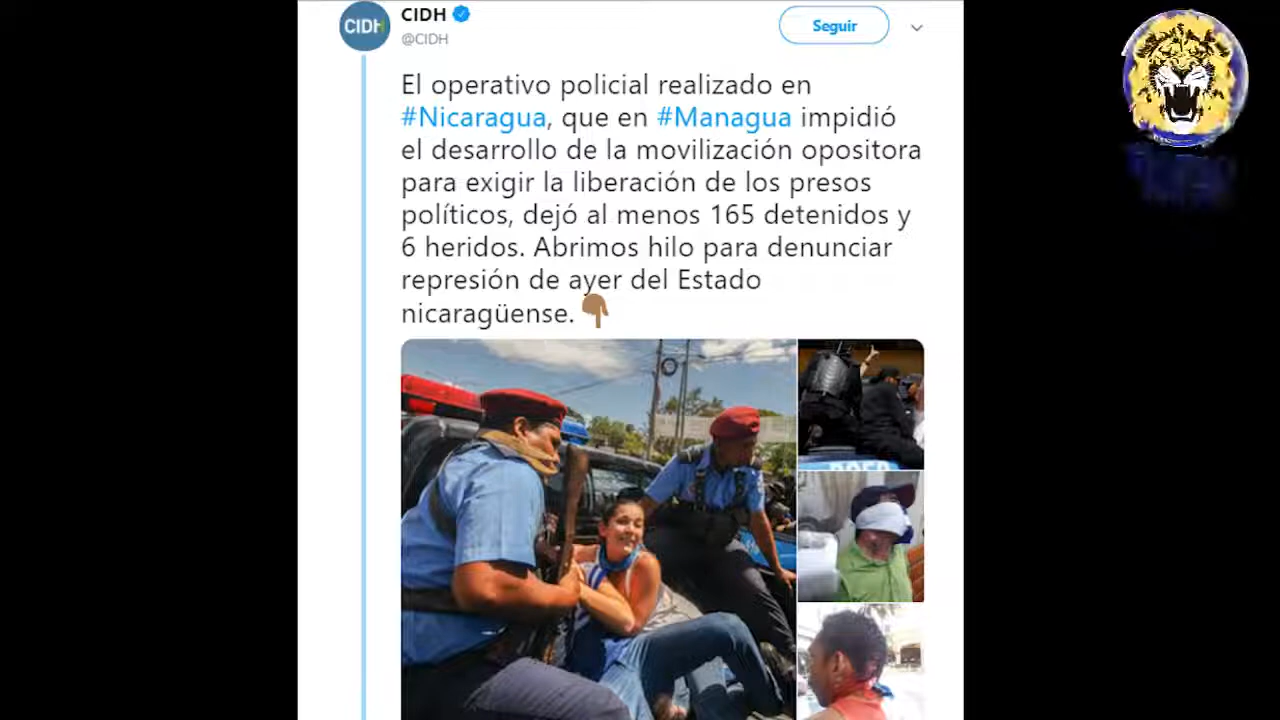 CIDH
CIDH
@CIDH
Seguir
El operativo policial realizado en
#Nicaragua, que en #Managua impidió
el desarrollo de la movilización opositora
para exigir la liberación de los presos
políticos, dejó al menos 165 detenidos y
6 heridos. Abrimos hilo para denunciar
represión de ayer del Estado
nicaragüense.